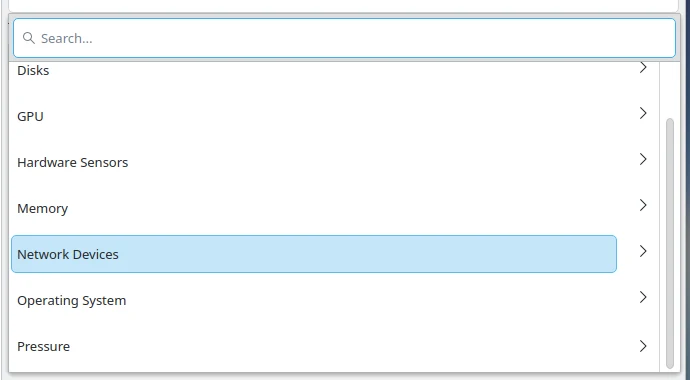 Search...
Disks
GPU
Hardware Sensors
Memory
Network Devices
Operating System
Pressure